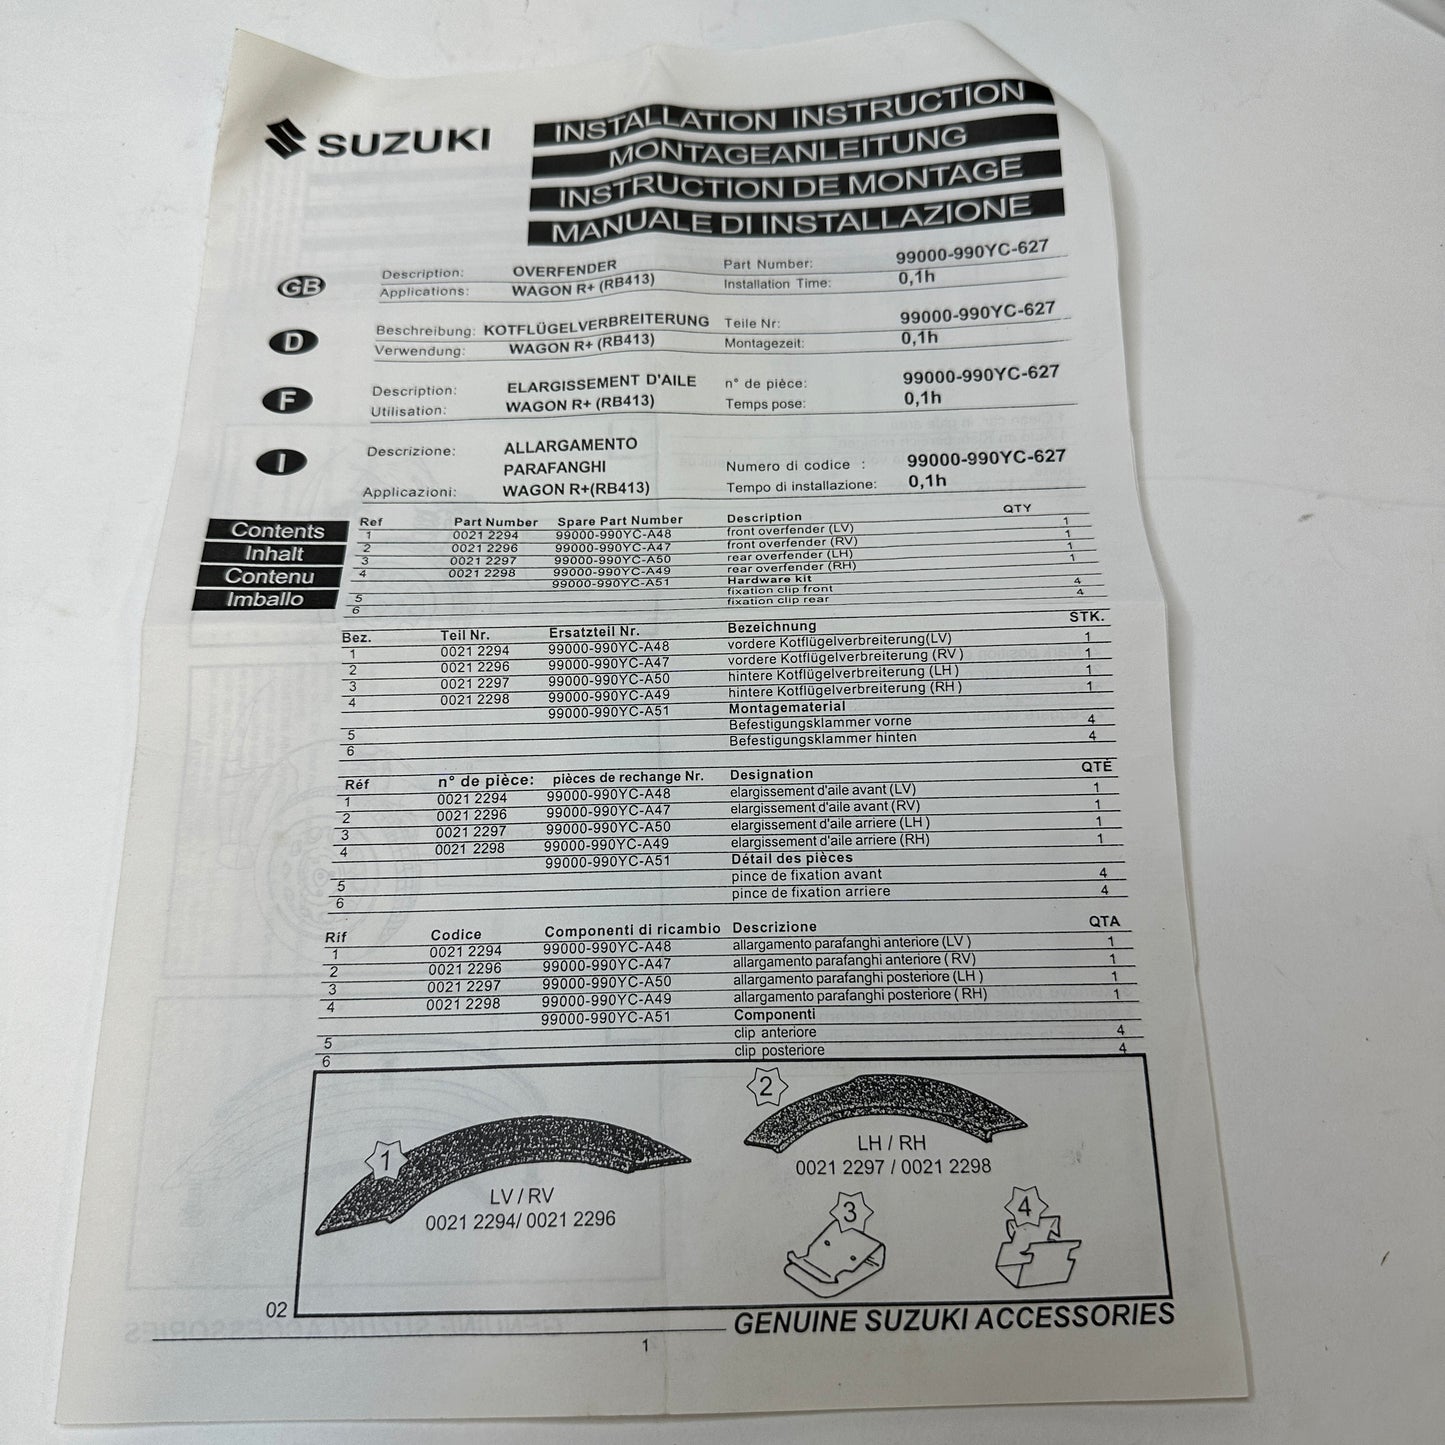 SUZUKI
INSTALLATION INSTRUCTION
MONTAGEANLEITUNG
INSTRUCTION DE MONTAGE
MANUALE DI INSTALLAZIONE
GB
Description: OVERFENDER Part Number: 99000-990YC-627
Applications: WAGON R+ (RB413) Installation Time: 0,1h
D
Beschreibung: KOTFLÜGELVERBREITERUNG Teile Nr: 99000-990YC-627
Verwendung: WAGON R+ (RB413) Montagezeit: 0,1h
F
Description: ELARGISSEMENT D'AILE n° de pièce: 99000-990YC-627
Utilisation: WAGON R+ (RB413) Temps pose: 0,1h
I
Descrizione: ALLARGAMENTO
PARAFANGHI Numero di codice : 99000-990YC-627
Applicazioni: WAGON R+(RB413) Tempo di installazione: 0,1h
Contents
Inhalt
Contenu
Imballo
Ref Part Number Spare Part Number Description QTY
1 0021 2294 99000-990YC-A48 front overfender (LV) 1
2 0021 2296 99000-990YC-A47 front overfender (RV) 1
3 0021 2297 99000-990YC-A50 rear overfender (LH) 1
4 0021 2298 99000-990YC-A49 rear overfender (RH) 1
99000-990YC-A51 Hardware kit
5 fixation clip front 4
6 fixation clip rear 4
Bez. Teil Nr. Ersatzteil Nr. Bezeichnung STK.
1 0021 2294 99000-990YC-A48 vordere Kotflügelverbreiterung(LV) 1
2 0021 2296 99000-990YC-A47 vordere Kotflügelverbreiterung (RV ) 1
3 0021 2297 99000-990YC-A50 hintere Kotflügelverbreiterung (LH ) 1
4 0021 2298 99000-990YC-A49 hintere Kotflügelverbreiterung (RH ) 1
99000-990YC-A51 Montagematerial
5 Befestigungsklammer vorne 4
6 Befestigungsklammer hinten 4
Réf n° de pièce: pièces de rechange Nr. Designation QTÉ
1 0021 2294 99000-990YC-A48 elargissement d'aile avant (LV) 1
2 0021 2296 99000-990YC-A47 elargissement d'aile avant (RV) 1
3 0021 2297 99000-990YC-A50 elargissement d'aile arriere (LH ) 1
4 0021 2298 99000-990YC-A49 elargissement d'aile arriere (RH) 1
99000-990YC-A51 Détail des pièces
5 pince de fixation avant 4
6 pince de fixation arriere 4
Rif Codice Componenti di ricambio Descrizione QTA
1 0021 2294 99000-990YC-A48 allargamento parafanghi anteriore (LV ) 1
2 0021 2296 99000-990YC-A47 allargamento parafanghi anteriore ( RV) 1
3 0021 2297 99000-990YC-A50 allargamento parafanghi posteriore (LH ) 1
4 0021 2298 99000-990YC-A49 allargamento parafanghi posteriore ( RH) 1
99000-990YC-A51 Componenti
5 clip anteriore 4
6 clip posteriore 4
1
LV / RV
0021 2294/ 0021 2296
2
LH / RH
0021 2297 / 0021 2298
3
4
02
GENUINE SUZUKI ACCESSORIES
1